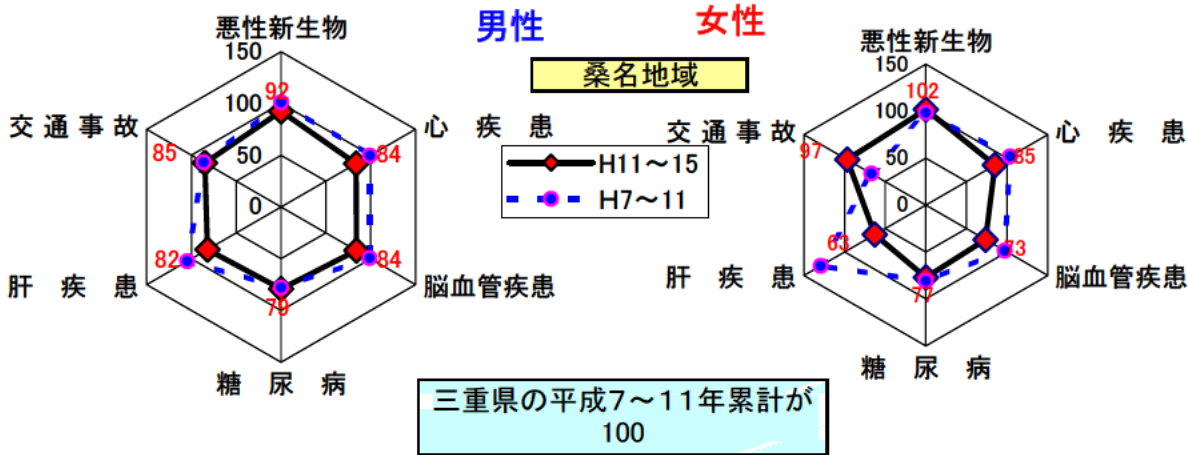 男性
女性
桑名地域
悪性新生物
150
100
50
0
92
心 疾 患
84
脳血管疾患
84
糖 尿 病
79
肝 疾 患
82
交 通 事 故
85
H11～15
H7～11
悪性新生物
150
100
50
0
102
心 疾 患
85
脳血管疾患
73
糖 尿 病
77
肝 疾 患
63
交 通 事 故
97
三重県の平成7～11年累計が
100